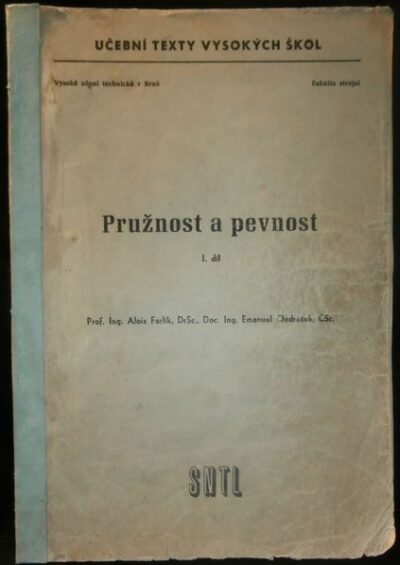 UČEBNÍ TEXTY VYSOKÝCH ŠKOL
Vysoké učení technické v Brně Fakulta strojní
Pružnost a pevnost
I. díl
Prof. Ing. Alois Farlík, DrSc., Doc. Ing. Emanuel Ondráček, CSc.
SNTL